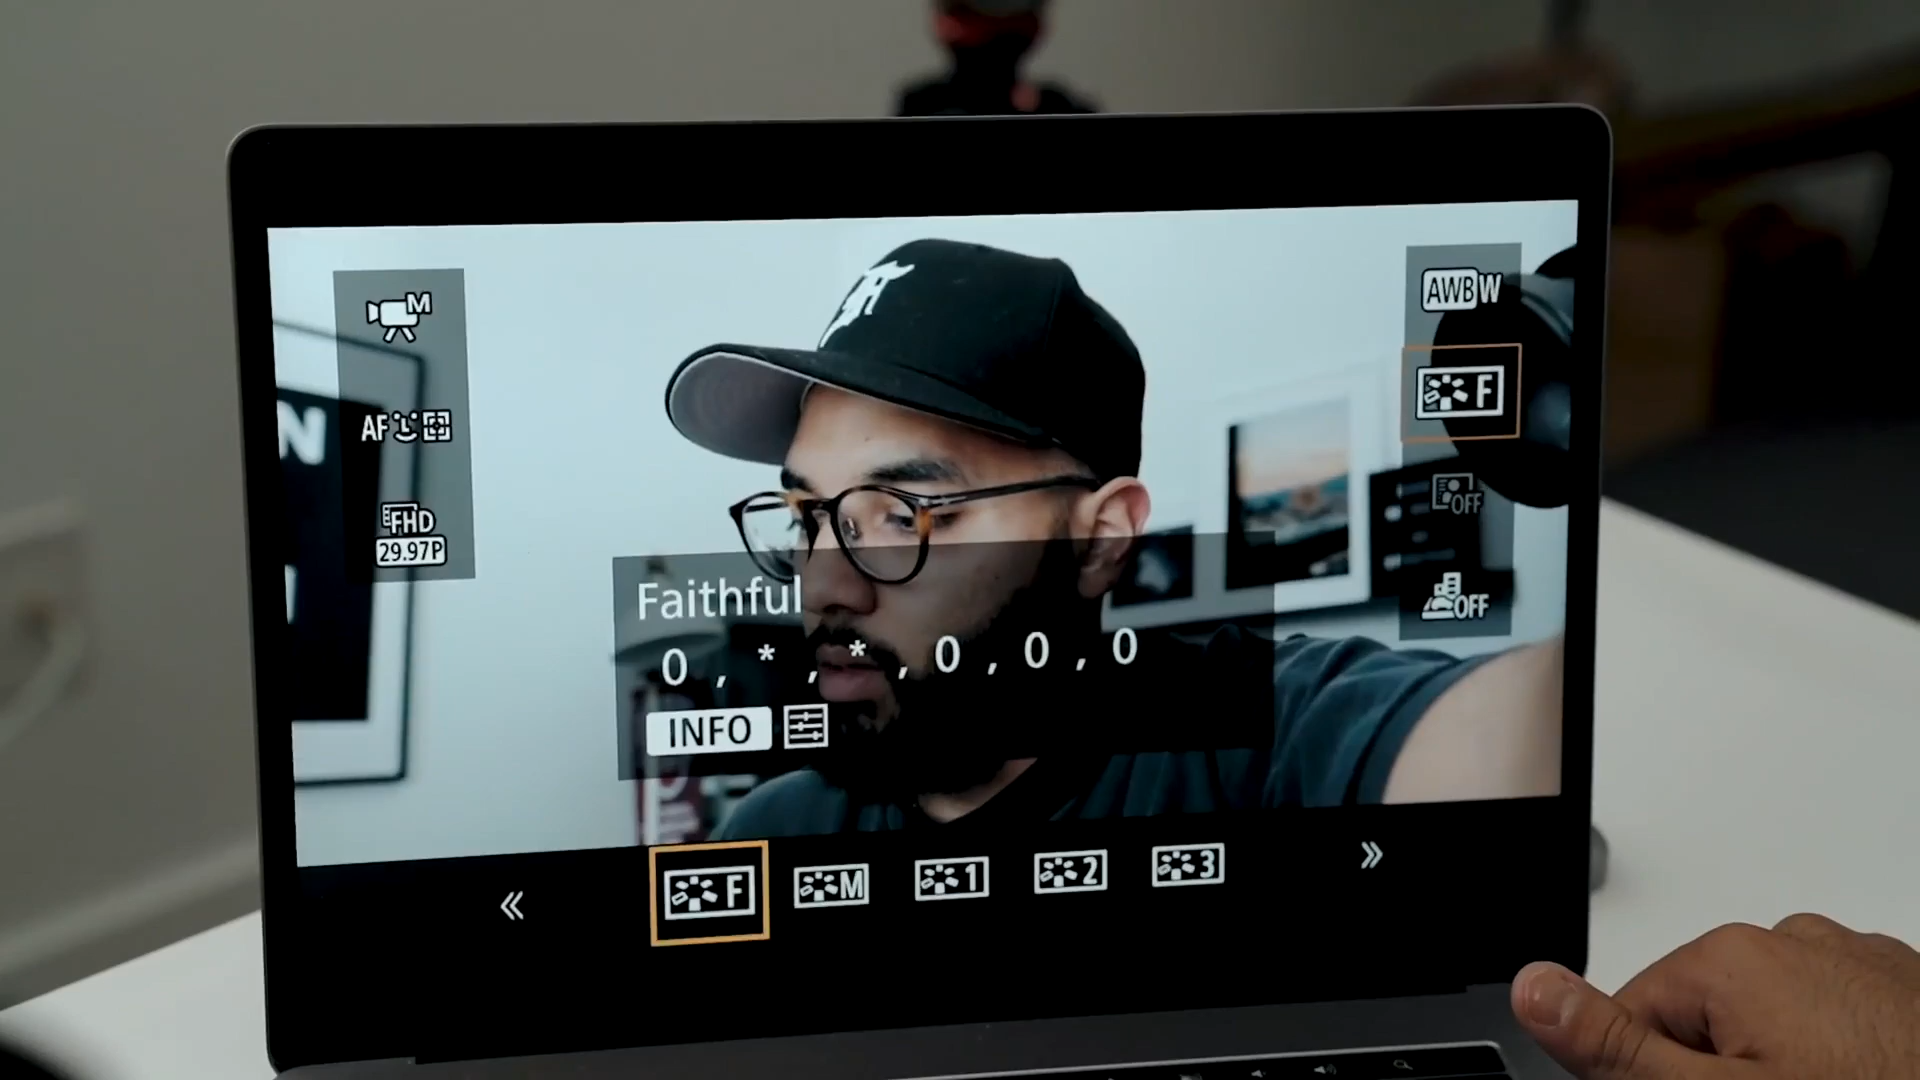 M
AWB W
F
AF
OFF
FHD
29.97P
OFF
N
Faithful
0 , * , * , 0 , 0 , 0
INFO
« F M 1 2 3 »